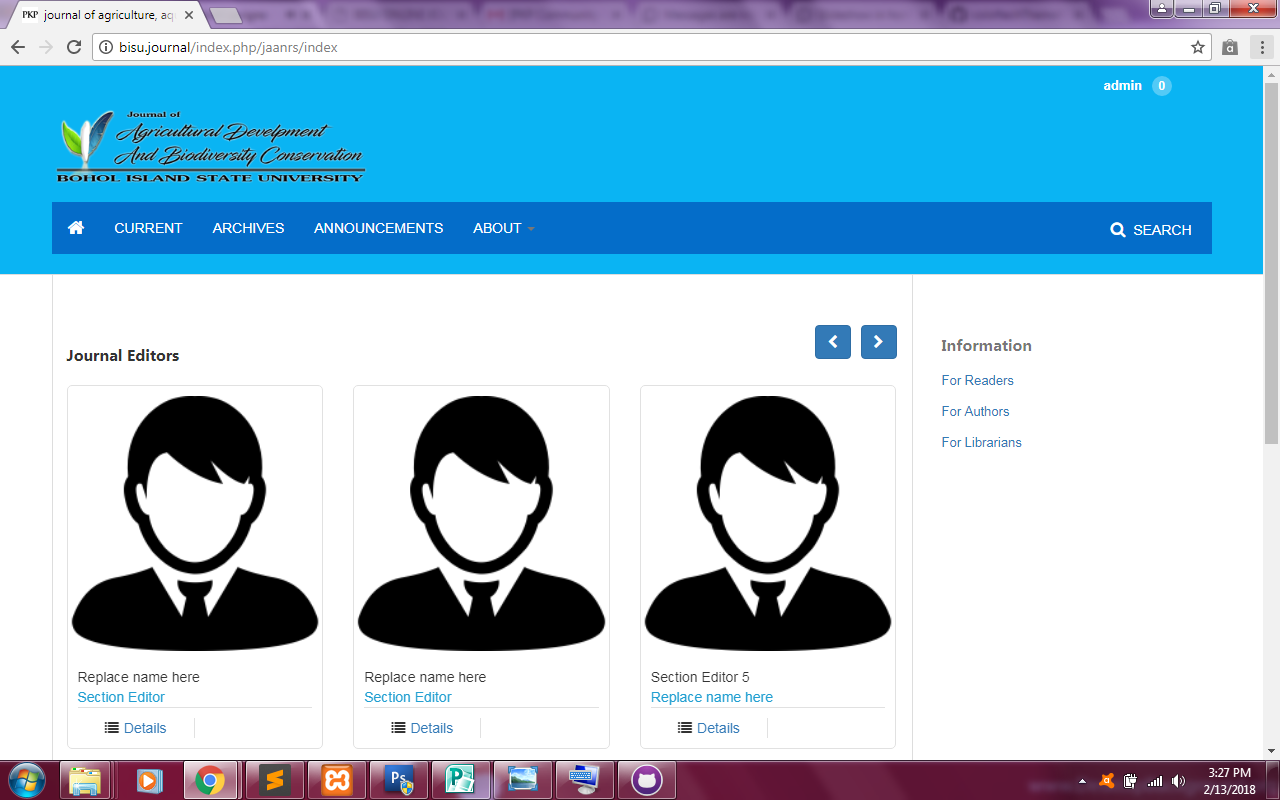 PKP journal of agriculture, aq
bisu.journal/index.php/jaanrs/index
admin 0
Journal of
Agricultural Develpment
And Biodiversity Conservation
BOHOL ISLAND STATE UNIVERSITY
CURRENT ARCHIVES ANNOUNCEMENTS ABOUT SEARCH
Journal Editors
Replace name here
Section Editor
Details
Replace name here
Section Editor
Details
Section Editor 5
Replace name here
Details
Information
For Readers
For Authors
For Librarians
Ps
3:27 PM
2/13/2018